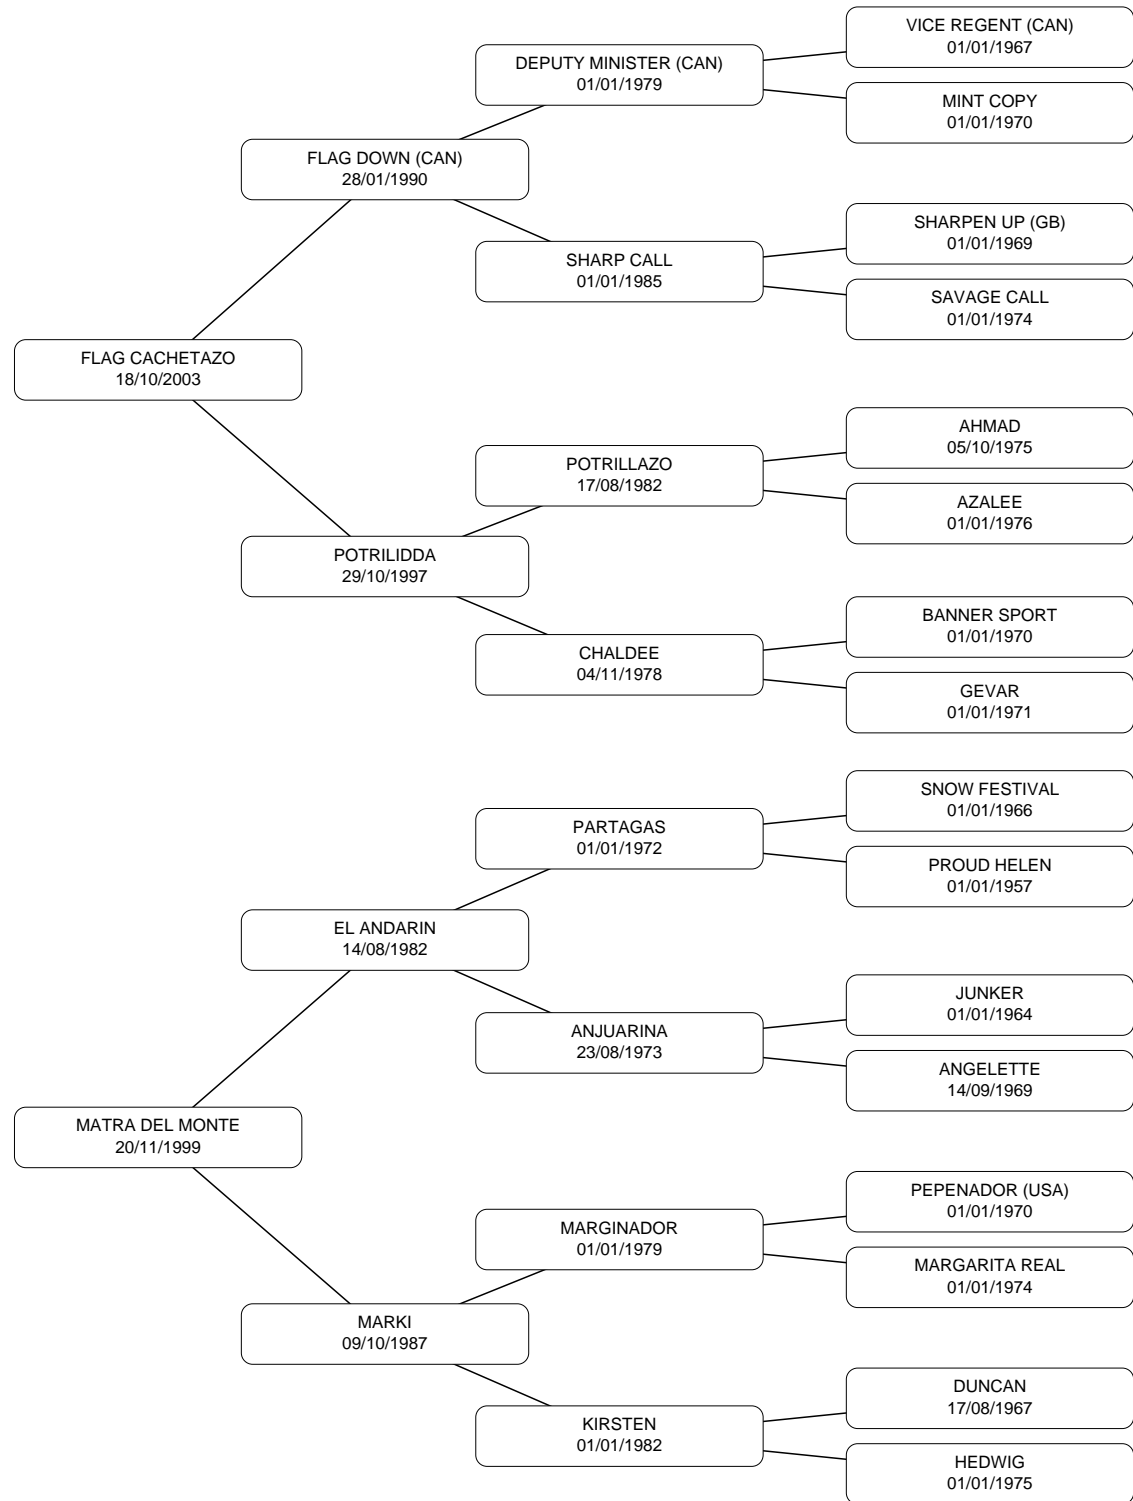 VICE REGENT (CAN)
01/01/1967
DEPUTY MINISTER (CAN)
01/01/1979
MINT COPY
01/01/1970
FLAG DOWN (CAN)
28/01/1990
SHARPEN UP (GB)
01/01/1969
SHARP CALL
01/01/1985
SAVAGE CALL
01/01/1974
FLAG CACHETAZO
18/10/2003
AHMAD
05/10/1975
POTRILLAZO
17/08/1982
AZALEE
01/01/1976
POTRILIDDA
29/10/1997
BANNER SPORT
01/01/1970
CHALDEE
04/11/1978
GEVAR
01/01/1971
SNOW FESTIVAL
01/01/1966
PARTAGAS
01/01/1972
PROUD HELEN
01/01/1957
EL ANDARIN
14/08/1982
JUNKER
01/01/1964
ANJUARINA
23/08/1973
ANGELETTE
14/09/1969
MATRA DEL MONTE
20/11/1999
PEPENADOR (USA)
01/01/1970
MARGINADOR
01/01/1979
MARGARITA REAL
01/01/1974
MARKI
09/10/1987
DUNCAN
17/08/1967
KIRSTEN
01/01/1982
HEDWIG
01/01/1975